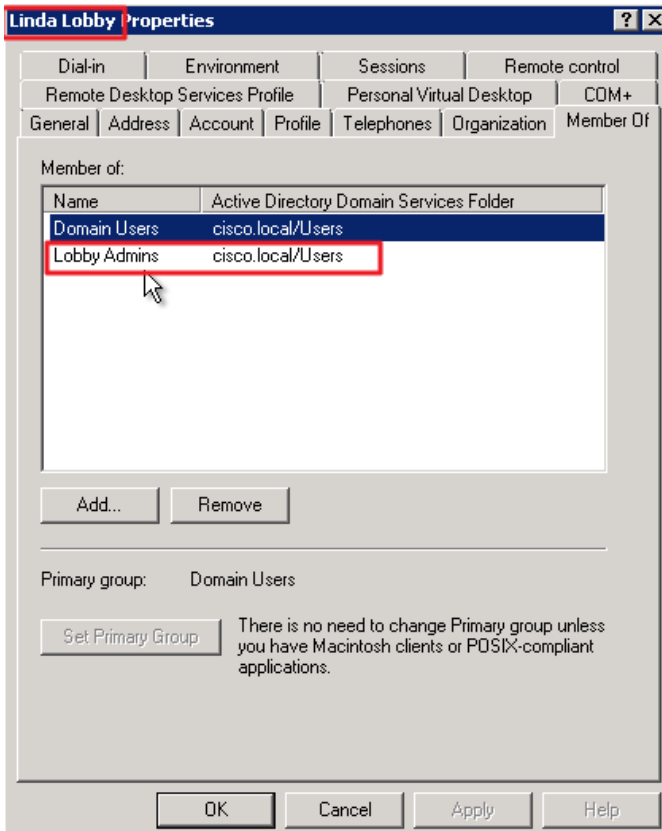 Linda Lobby Properties
Dial-in Environment Sessions Remote control
Remote Desktop Services Profile Personal Virtual Desktop COM+
General Address Account Profile Telephones Organization Member Of
Member of:
Name Active Directory Domain Services Folder
Domain Users cisco.local/Users
Lobby Admins cisco.local/Users
Add... Remove
Primary group: Domain Users
Set Primary Group
There is no need to change Primary group unless
you have Macintosh clients or POSIX-compliant
applications.
OK Cancel Apply Help